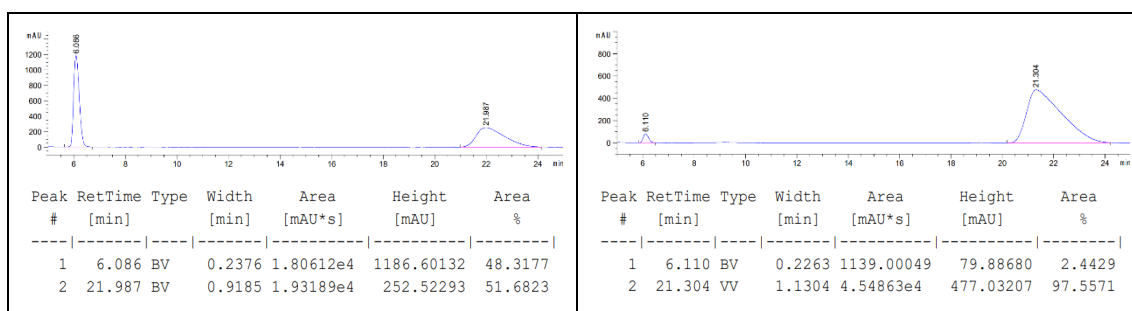 mAU
6.086
21.987
1200
1000
800
600
400
200
0
6 8 10 12 14 16 18 20 22 24 min
Peak RetTime Type Width Area Height Area
# [min] [min] [mAU*s] [mAU] %
----|-------|----|-------|----------|----------|--------|
1 6.086 BV 0.2376 1.80612e4 1186.60132 48.3177
2 21.987 BV 0.9185 1.93189e4 252.52293 51.6823
mAU
6.110
21.304
800
600
400
200
0
6 8 10 12 14 16 18 20 22 24 min
Peak RetTime Type Width Area Height Area
# [min] [min] [mAU*s] [mAU] %
----|-------|----|-------|----------|----------|--------|
1 6.110 BV 0.2263 1139.00049 79.88680 2.4429
2 21.304 VV 1.1304 4.54863e4 477.03207 97.5571